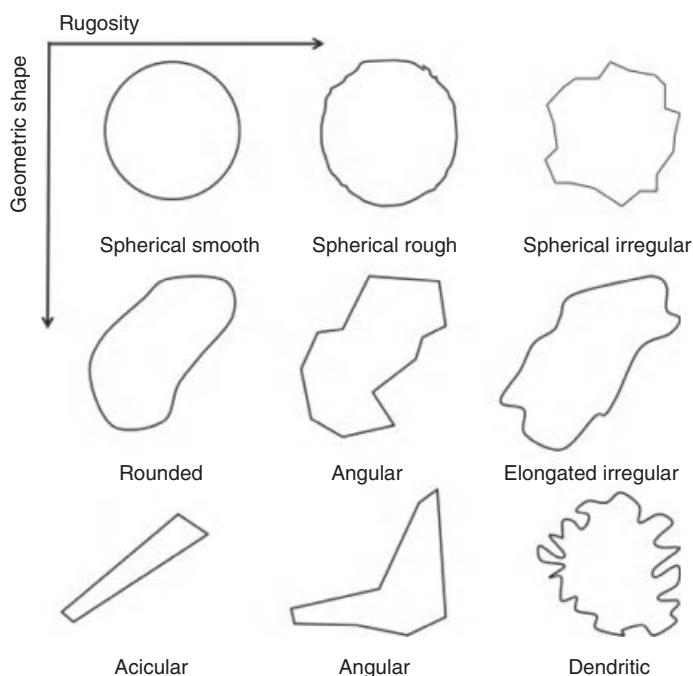 Rugosity
Geometric shape
Spherical smooth
Spherical rough
Spherical irregular
Rounded
Angular
Elongated irregular
Acicular
Angular
Dendritic